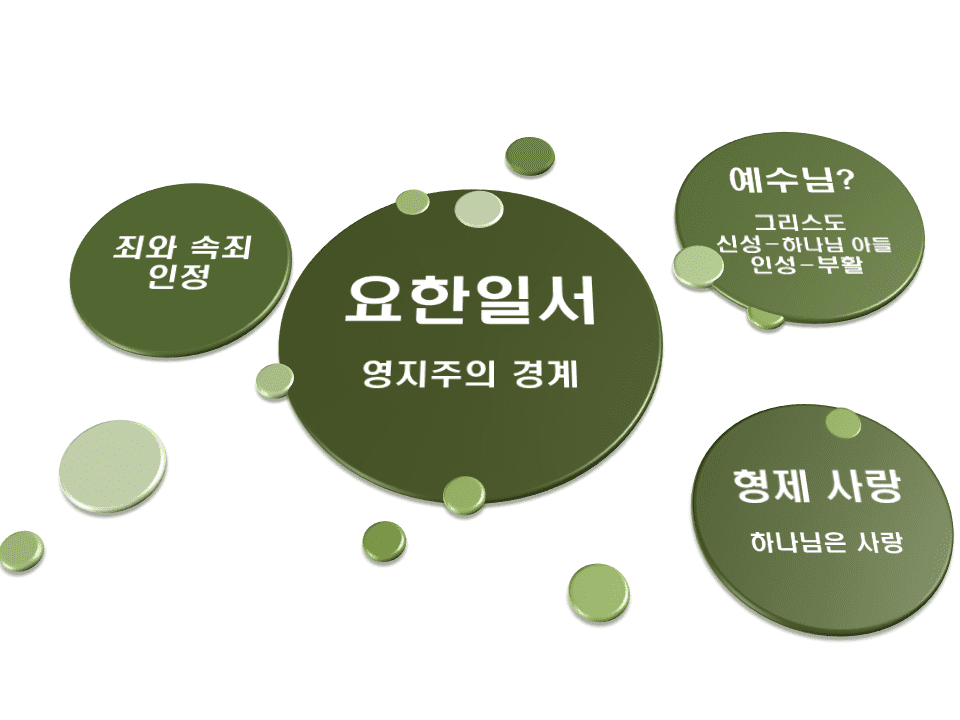 죄와 속죄
인정
요한일서
영지주의 경계
예수님?
그리스도
신성-하나님 아들
인성-부활
형제 사랑
하나님은 사랑